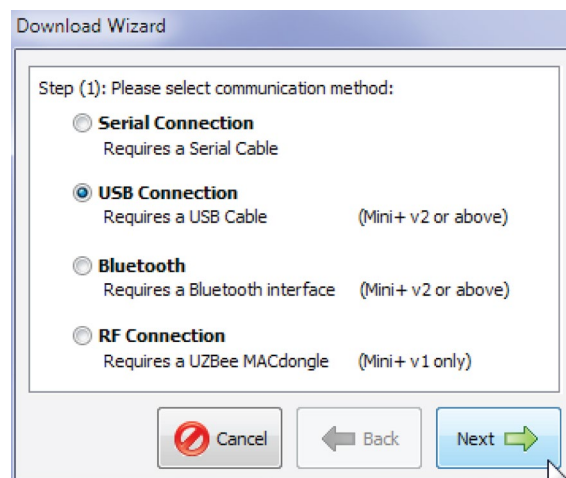 Download Wizard
Step (1): Please select communication method:
Serial Connection
Requires a Serial Cable
USB Connection
Requires a USB Cable (Mini+ v2 or above)
Bluetooth
Requires a Bluetooth interface (Mini+ v2 or above)
RF Connection
Requires a UZBee MACdongle (Mini+ v1 only)
Cancel Back Next